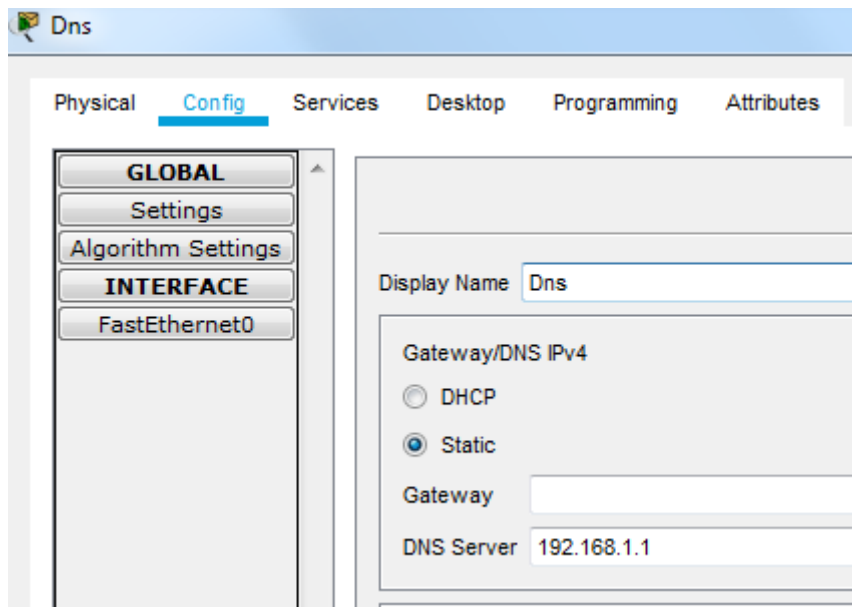 Dns
Physical Config Services Desktop Programming Attributes
GLOBAL
Settings
Algorithm Settings
INTERFACE
FastEthernet0
Display Name Dns
Gateway/DNS IPv4
DHCP
Static
Gateway
DNS Server 192.168.1.1